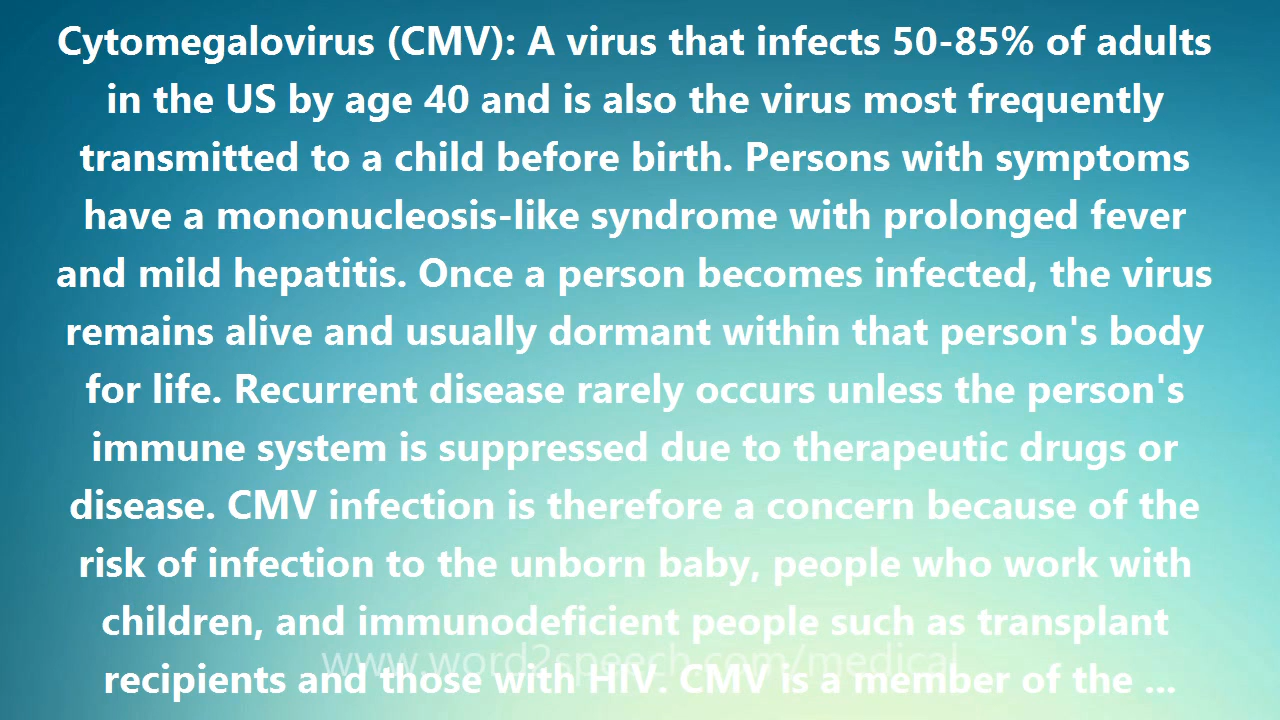 Cytomegalovirus (CMV): A virus that infects 50-85% of adults
in the US by age 40 and is also the virus most frequently
transmitted to a child before birth. Persons with symptoms
have a mononucleosis-like syndrome with prolonged fever
and mild hepatitis. Once a person becomes infected, the virus
remains alive and usually dormant within that person's body
for life. Recurrent disease rarely occurs unless the person's
immune system is suppressed due to therapeutic drugs or
disease. CMV infection is therefore a concern because of the
risk of infection to the unborn baby, people who work with
children, and immunodeficient people such as transplant
www.word2speech.com/medical
recipients and those with HIV. CMV is a member of the ...